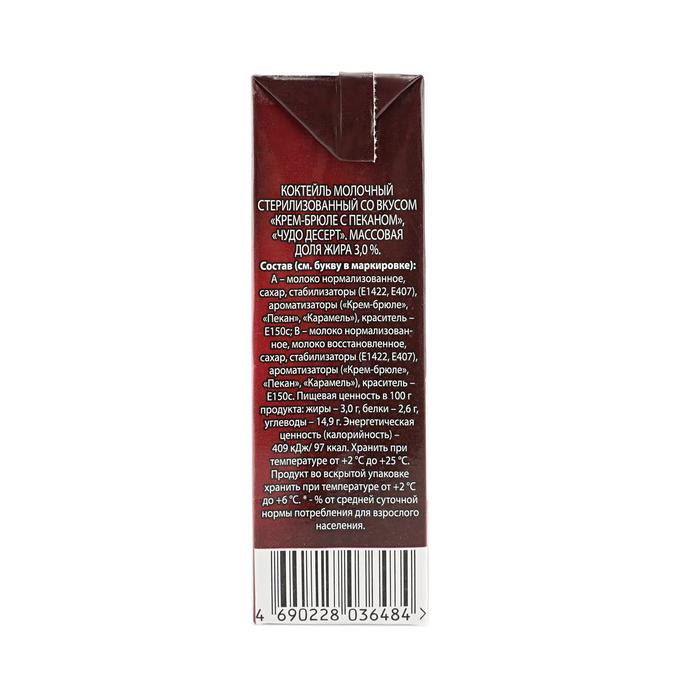 КОКТЕЙЛЬ МОЛОЧНЫЙ
СТЕРИЛИЗОВАННЫЙ СО ВКУСОМ
«КРЕМ-БРЮЛЕ С ПЕКАНОМ»,
«ЧУДО ДЕСЕРТ». МАССОВАЯ
ДОЛЯ ЖИРА 3,0 %.
Состав (см. букву в маркировке):
А – молоко нормализованное,
сахар, стабилизаторы (Е1422, Е407),
ароматизаторы («Крем-брюле»,
«Пекан», «Карамель»), краситель –
Е150с; В – молоко нормализован-
ное, молоко восстановленное,
сахар, стабилизаторы (Е1422, Е407),
ароматизаторы («Крем-брюле»,
«Пекан», «Карамель»), краситель –
Е150с. Пищевая ценность в 100 г
продукта: жиры – 3,0 г, белки – 2,6 г,
углеводы – 14,9 г. Энергетическая
ценность (калорийность) –
409 кДж/ 97 ккал. Хранить при
температуре от +2 °С до +25 °С.
Продукт во вскрытой упаковке
хранить при температуре от +2 °С
до +6 °С. * - % от средней суточной
нормы потребления для взрослого
населения.
4 690228 036484 >